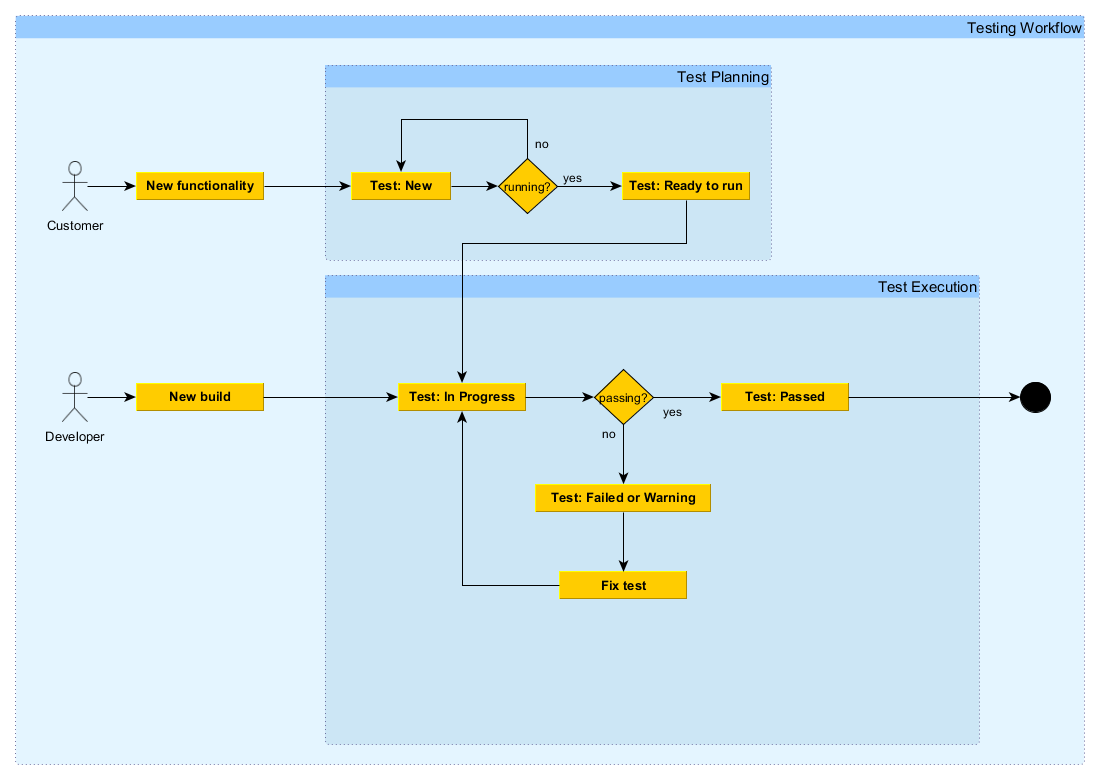 Testing Workflow
Test Planning
no
New functionality
Test: New
running?
yes
Test: Ready to run
Customer
Test Execution
New build
Test: In Progress
passing?
yes
Test: Passed
Developer
no
Test: Failed or Warning
Fix test